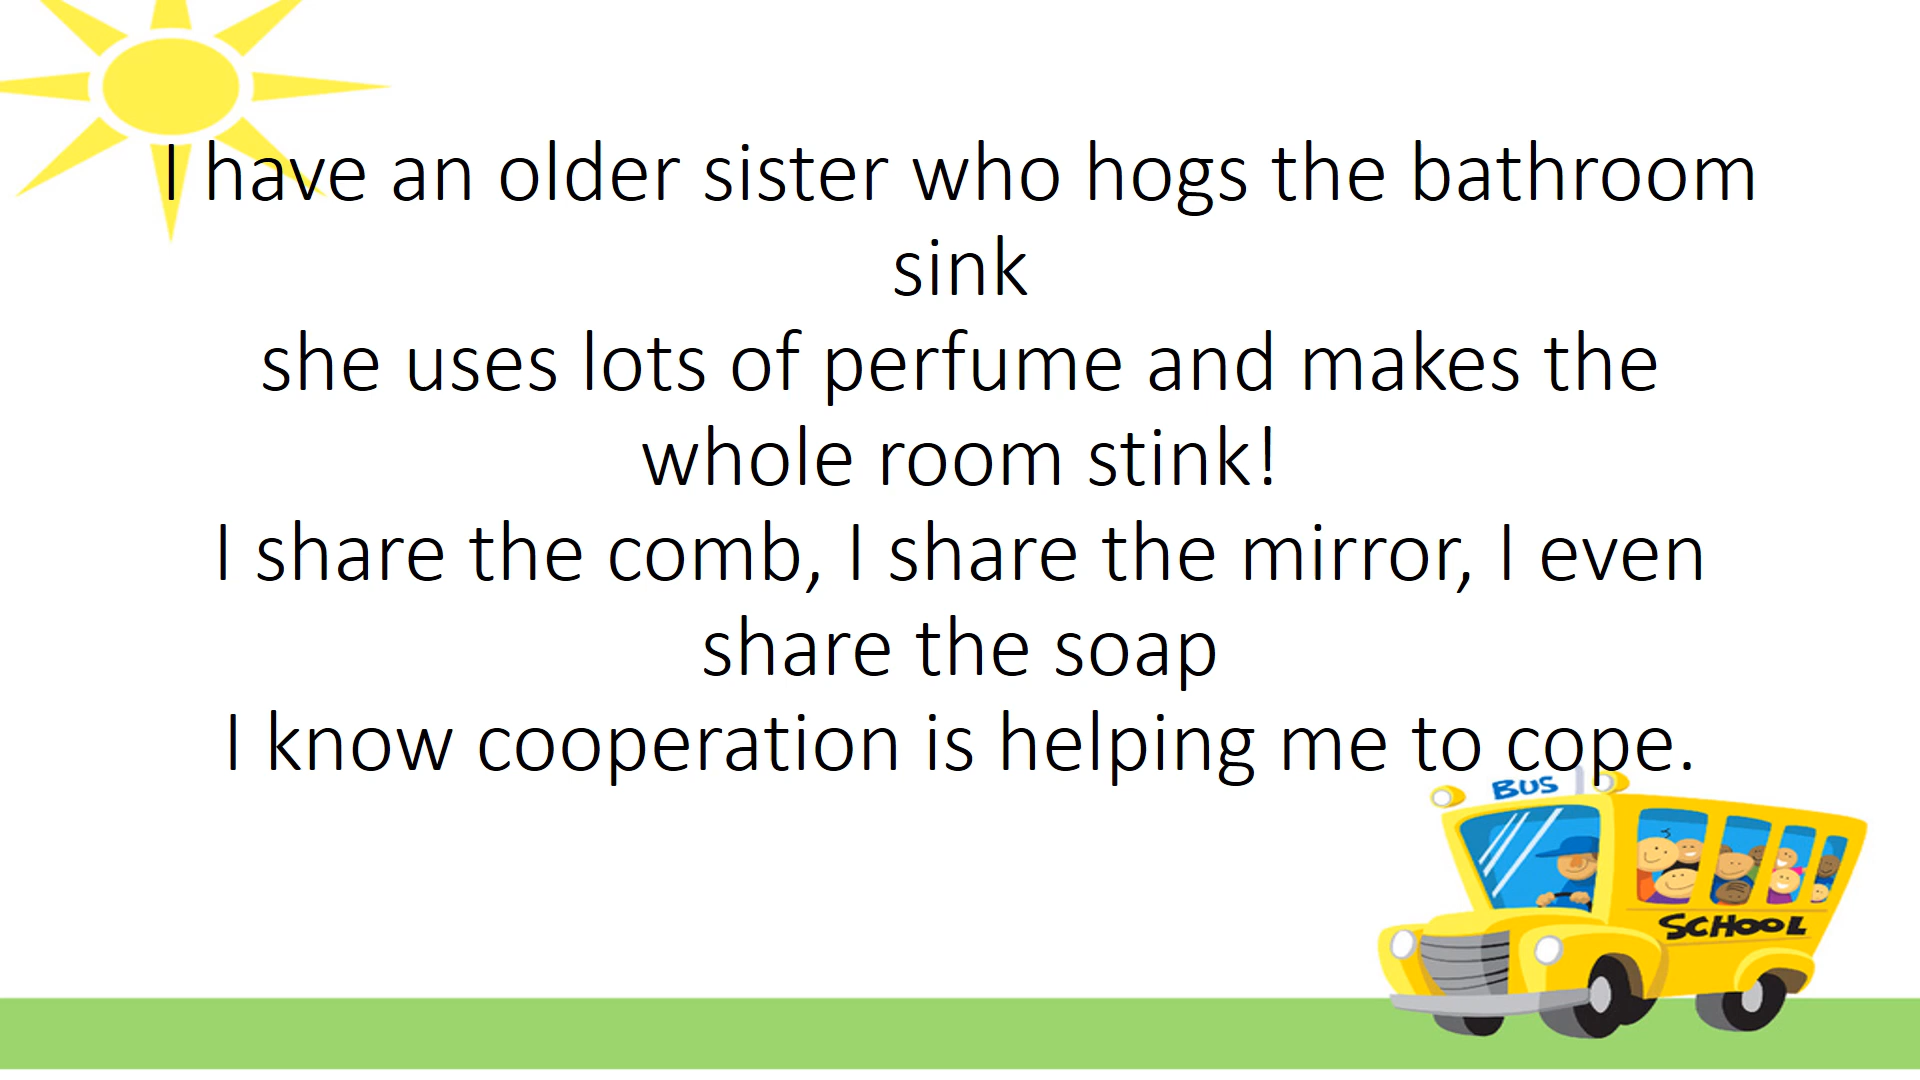 I have an older sister who hogs the bathroom
sink
she uses lots of perfume and makes the
whole room stink!
I share the comb, I share the mirror, I even
share the soap
I know cooperation is helping me to cope.
BUS
SCHOOL